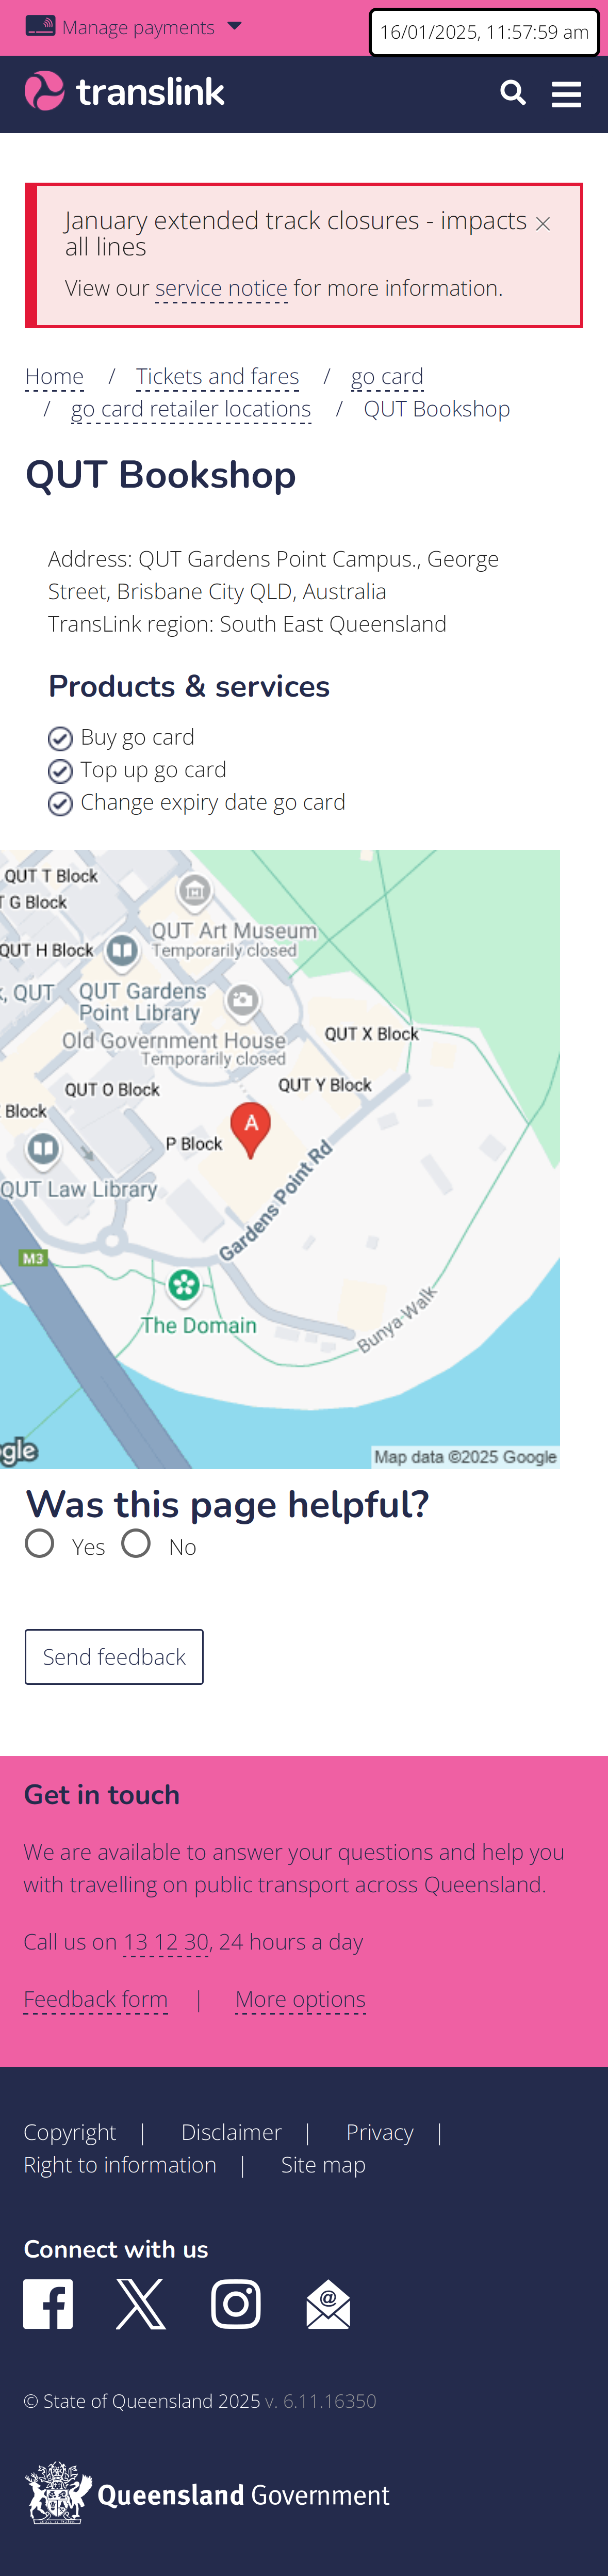 Manage payments
16/01/2025, 11:57:59 am
translink
January extended track closures - impacts
all lines
View our service notice for more information.
Home / Tickets and fares / go card
/ go card retailer locations / QUT Bookshop
QUT Bookshop
Address: QUT Gardens Point Campus., George
Street, Brisbane City QLD, Australia
TransLink region: South East Queensland
Products & services
Buy go card
Top up go card
Change expiry date go card
QUT T Block
G Block
QUT Art Museum
Temporarily closed
QUT H Block
, QUT
QUT Gardens
Point Library
Old Government House
Temporarily closed
QUT X Block
QUT O Block
QUT Y Block
Block
A
P Block
QUT Law Library
Gardens Point Rd
M3
The Domain
Bunya Walk
gle
Map data ©2025 Google
Was this page helpful?
Yes No
Send feedback
Get in touch
We are available to answer your questions and help you
with travelling on public transport across Queensland.
Call us on 13 12 30, 24 hours a day
Feedback form | More options
Copyright | Disclaimer | Privacy |
Right to information | Site map
Connect with us
@
© State of Queensland 2025 v. 6.11.16350
Queensland Government